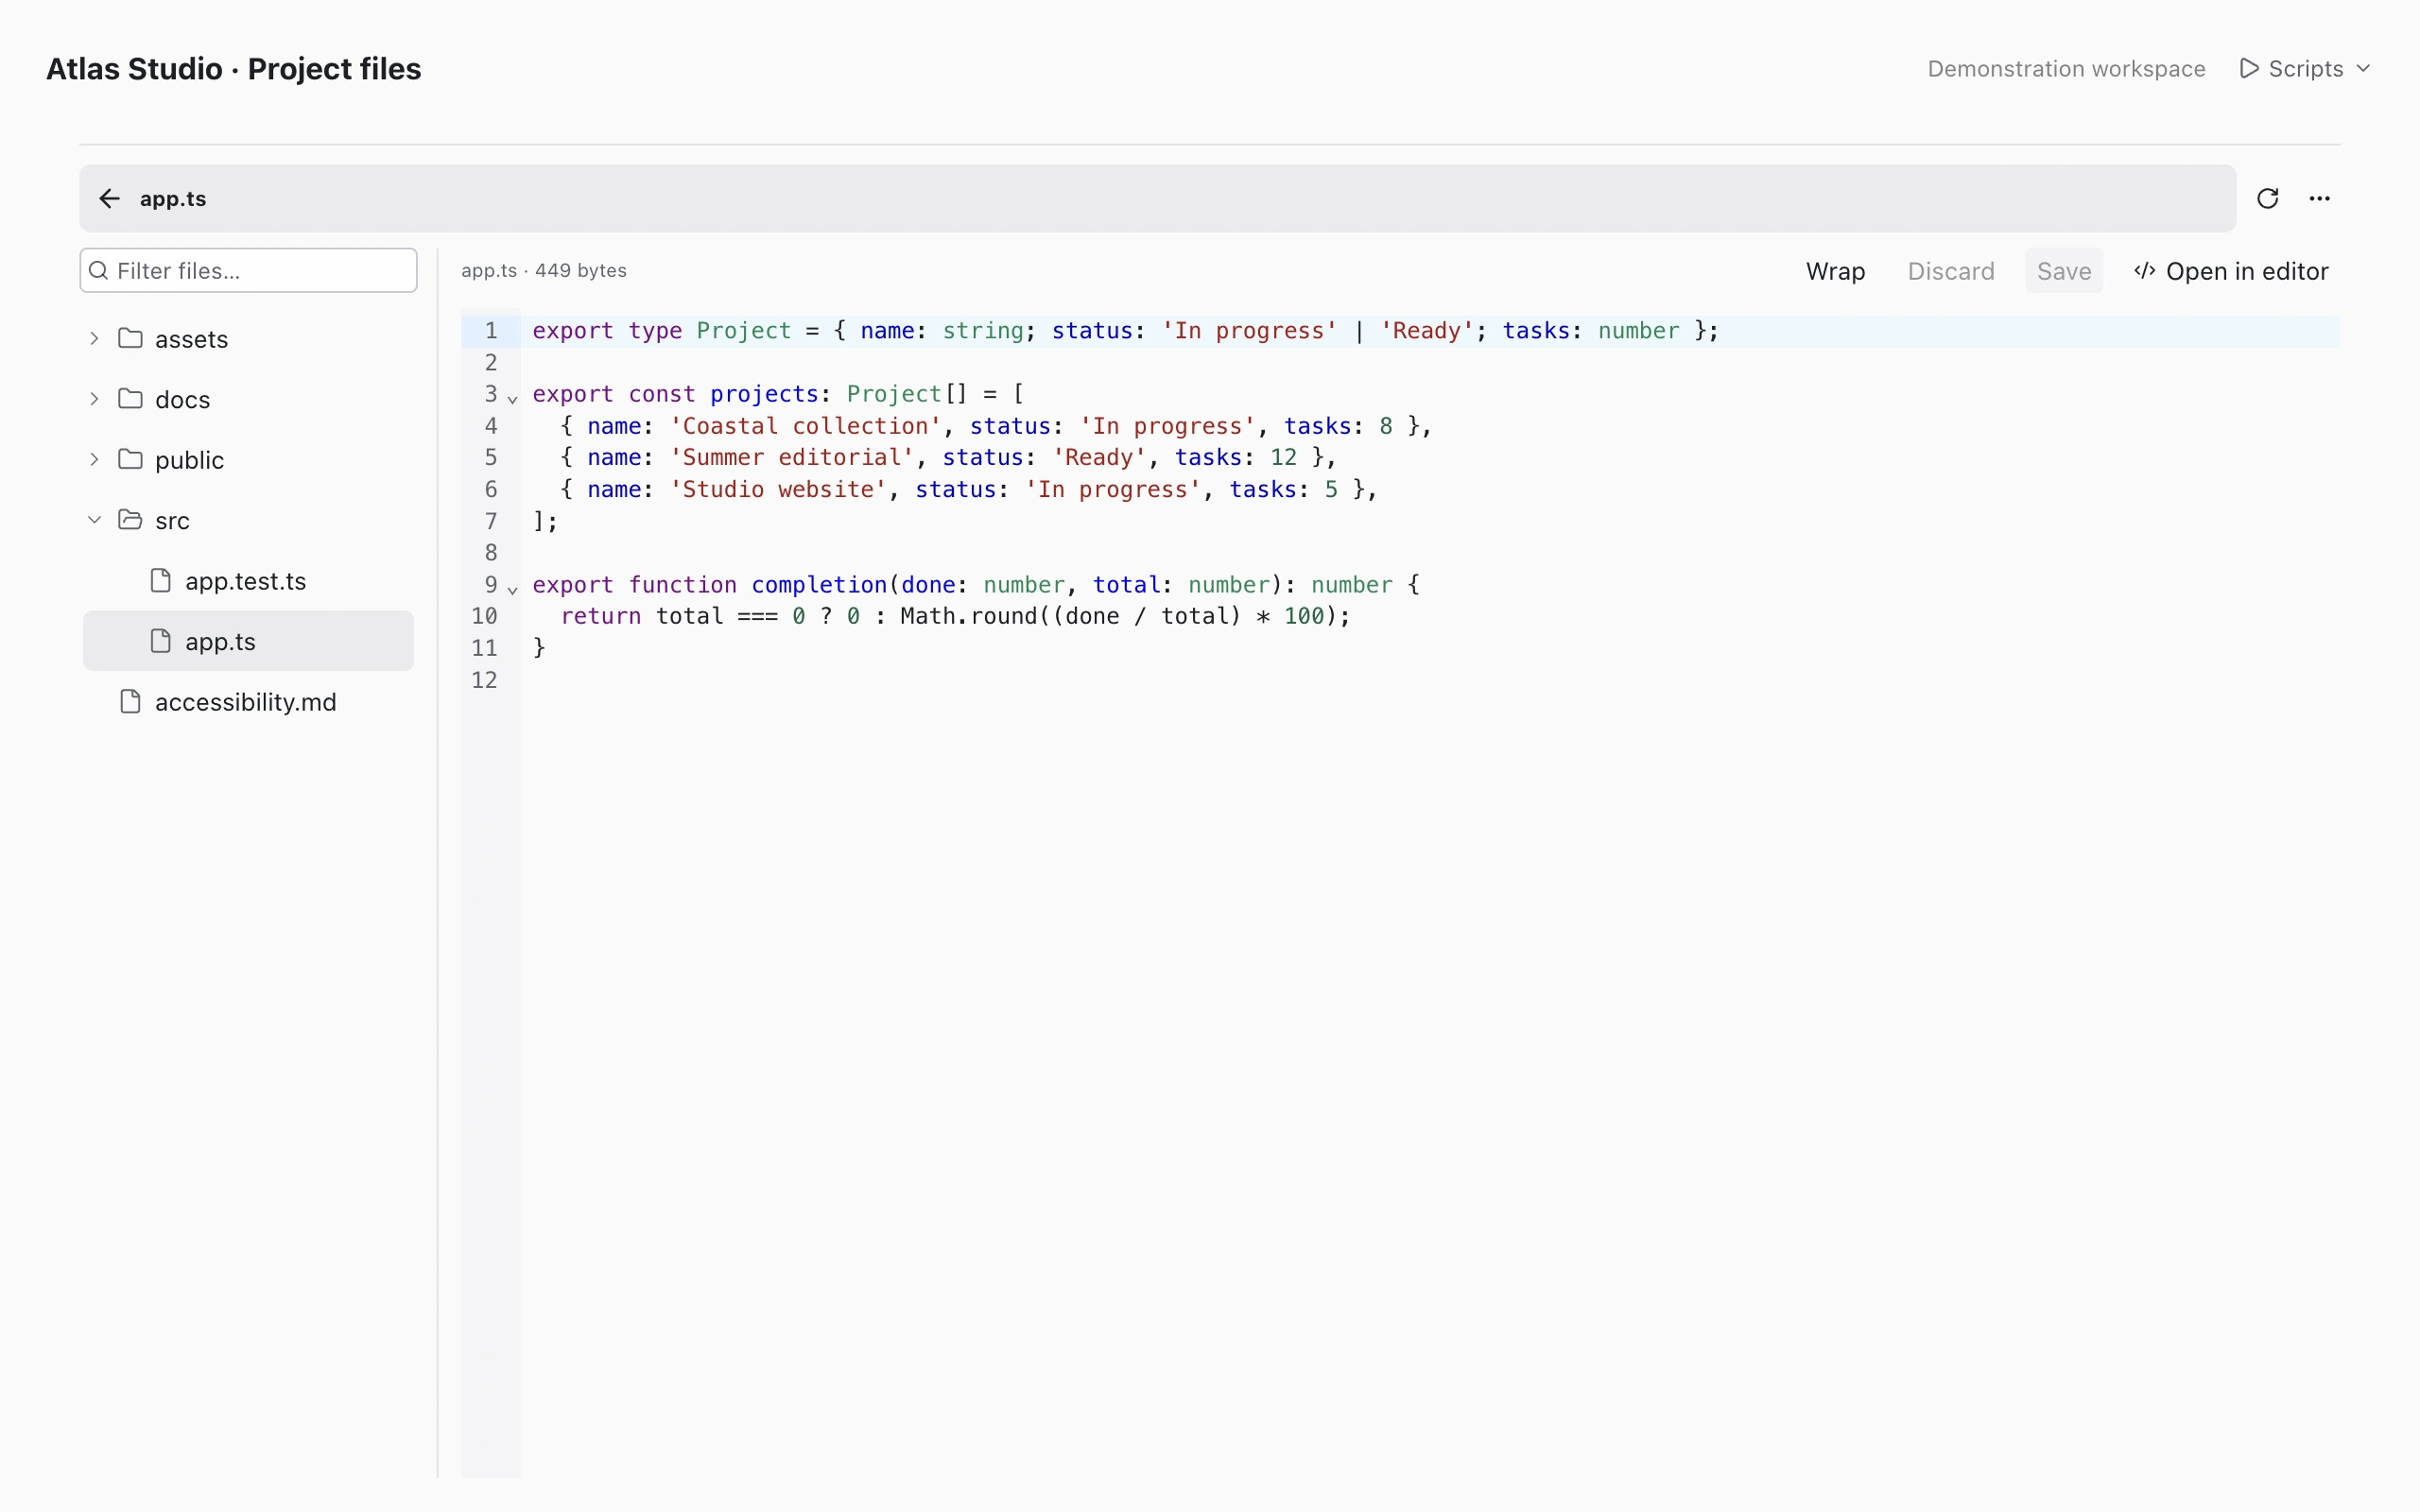 Atlas Studio · Project files
Demonstration workspace
Scripts
app.ts
Filter files...
assets
docs
public
src
app.test.ts
app.ts
accessibility.md
app.ts · 449 bytes
Wrap
Discard
Save
</> Open in editor
1 export type Project = { name: string; status: 'In progress' | 'Ready'; tasks: number };
2
3 export const projects: Project[] = [
4   { name: 'Coastal collection', status: 'In progress', tasks: 8 },
5   { name: 'Summer editorial', status: 'Ready', tasks: 12 },
6   { name: 'Studio website', status: 'In progress', tasks: 5 },
7 ];
8
9 export function completion(done: number, total: number): number {
10   return total === 0 ? 0 : Math.round((done / total) * 100);
11 }
12